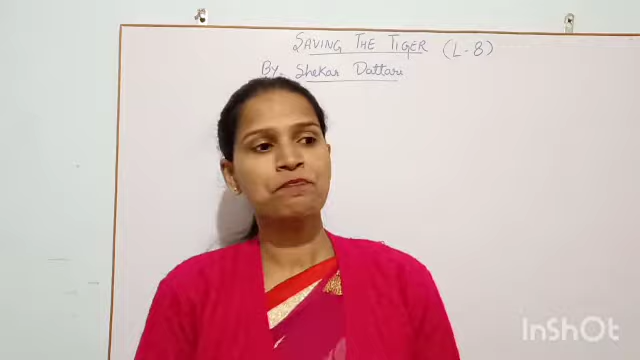 SAVING THE TIGER (L-8)
By. Shekar Dattari
InShOt